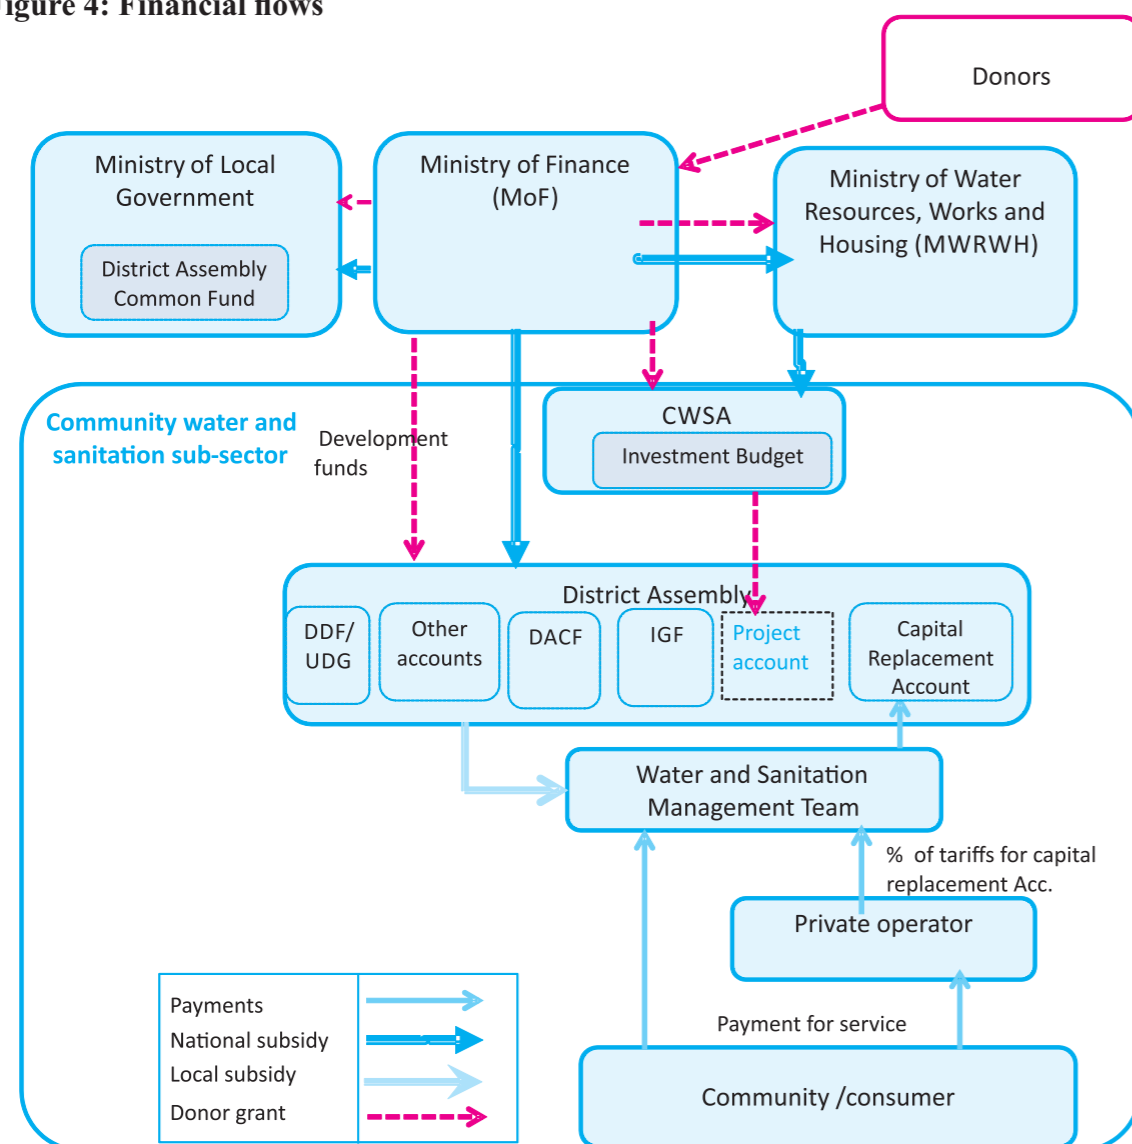 Figure 4: Financial flows
Donors
Ministry of Local
Government
District Assembly
Common Fund
Ministry of Finance
(MoF)
Ministry of Water
Resources, Works and
Housing (MWRWH)
Community water and
sanitation sub-sector
Development
funds
CWSA
Investment Budget
District Assembly
DDF/
UDG
Other
accounts
DACF
IGF
Project
account
Capital
Replacement
Account
Water and Sanitation
Management Team
% of tariffs for capital
replacement Acc.
Private operator
Payment for service
Community /consumer
Payments
National subsidy
Local subsidy
Donor grant